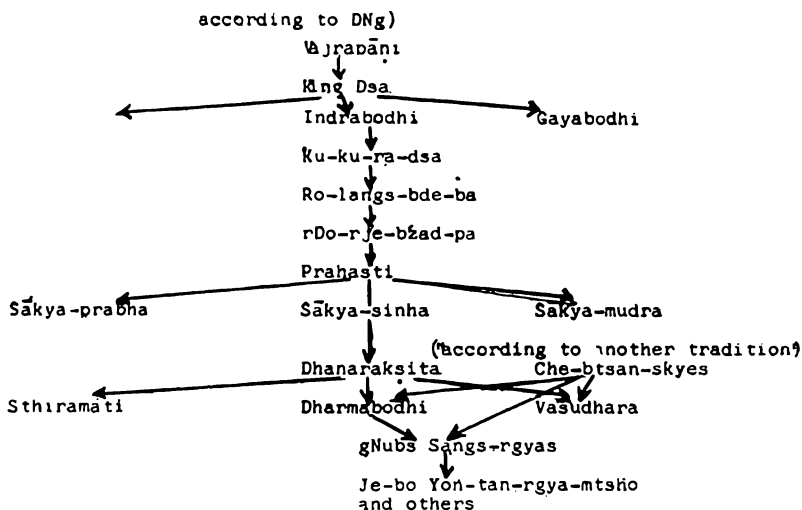 according to DNg)
Vajrapāni
King Dsa
Indrabodhi Gayabodhi
Ku-ku-ra-dsa
Ro-langs-bde-ba
rDo-rje-bzad-pa
Prahasti
Śākya-prabha Śākya-sinha Śakya-mudra
("according to another tradition")
Dhanaraksita Che-btsan-skyes
Sthiramati Dharmabodhi Vasudhara
gNubs Sangs-rgyas
Je-bo Yon-tan-rgya-mtsho
and others